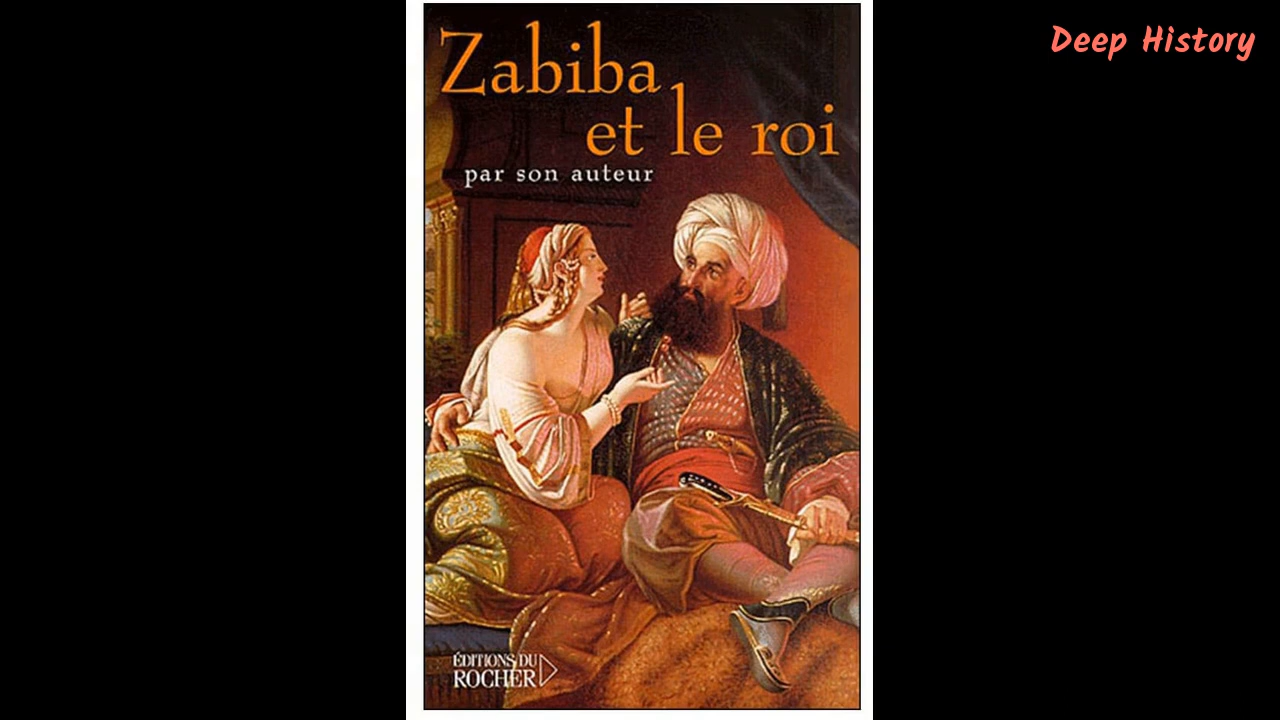 Deep History
Zabiba
et le roi
par son auteur
ÉDITIONS DU
ROCHER